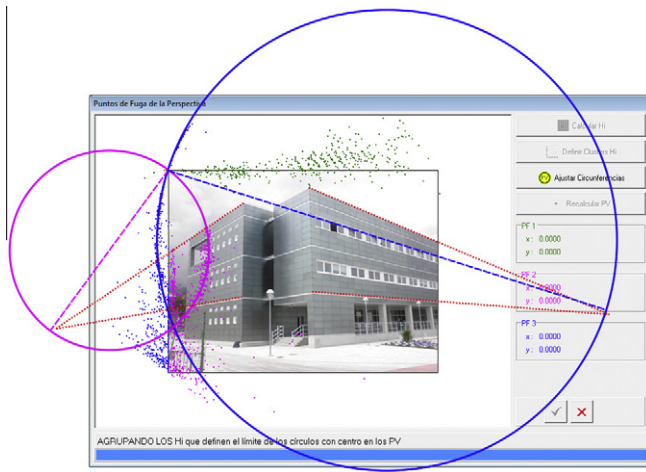 Puntos de Fuga de la Perspectiva
Calcular Hi
Definir Clusters Hi
Ajustar Circunferencias
Recalcular PV
PF 1
x : 0.0000
y : 0.0000
PF 2
x : 0.0000
y : 0.0000
PF 3
x : 0.0000
y : 0.0000
AGRUPANDO LOS Hi que definen el límite de los círculos con centro en los PV